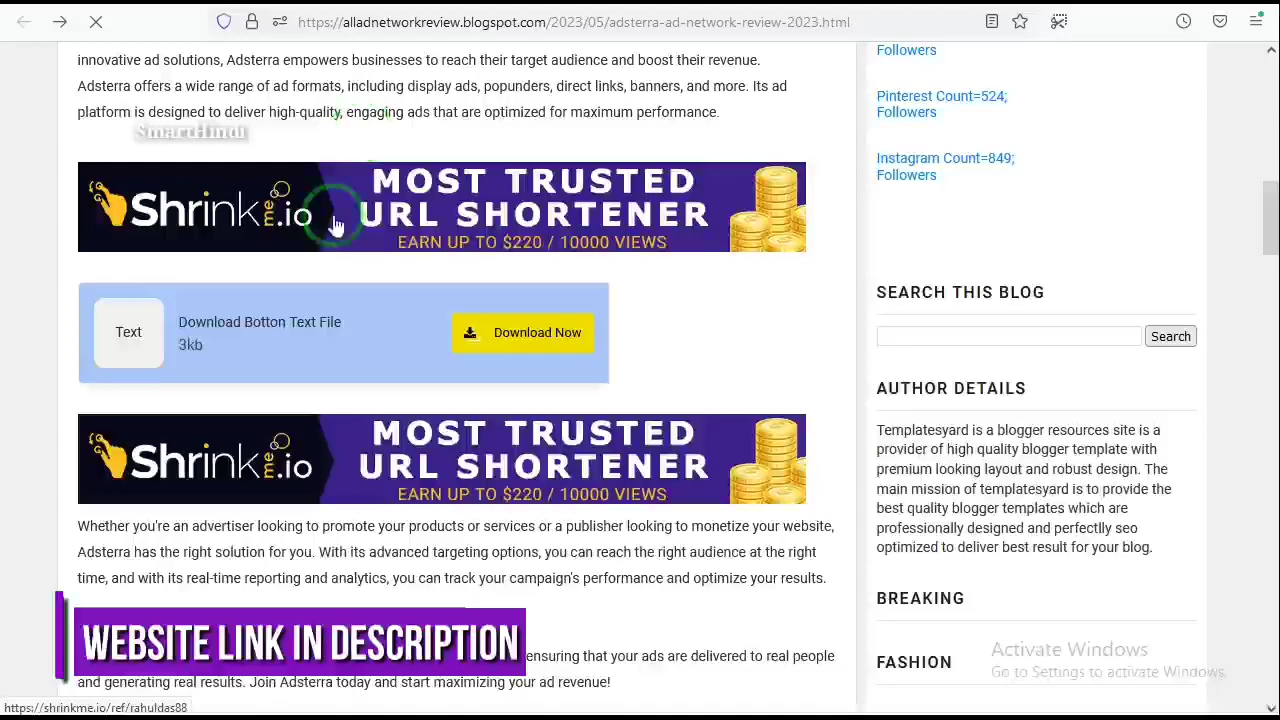 https://alladnetworkreview.blogspot.com/2023/05/adsterra-ad-network-review-2023.html
innovative ad solutions, Adsterra empowers businesses to reach their target audience and boost their revenue.
Adsterra offers a wide range of ad formats, including display ads, popunders, direct links, banners, and more. Its ad
platform is designed to deliver high-quality, engaging ads that are optimized for maximum performance.
SmartHindi
Shrinkme.io
MOST TRUSTED
URL SHORTENER
EARN UP TO $220 / 10000 VIEWS
Text
Download Botton Text File
3kb
Download Now
Shrinkme.io
MOST TRUSTED
URL SHORTENER
EARN UP TO $220 / 10000 VIEWS
Whether you're an advertiser looking to promote your products or services or a publisher looking to monetize your website,
Adsterra has the right solution for you. With its advanced targeting options, you can reach the right audience at the right
time, and with its real-time reporting and analytics, you can track your campaign's performance and optimize your results.
WEBSITE LINK IN DESCRIPTION
ensuring that your ads are delivered to real people
and generating real results. Join Adsterra today and start maximizing your ad revenue!
https://shrinkme.io/ref/rahuldas88
Followers
Pinterest Count=524;
Followers
Instagram Count=849;
Followers
SEARCH THIS BLOG
Search
AUTHOR DETAILS
Templatesyard is a blogger resources site is a
provider of high quality blogger template with
premium looking layout and robust design. The
main mission of templatesyard is to provide the
best quality blogger templates which are
professionally designed and perfectlly seo
optimized to deliver best result for your blog.
BREAKING
FASHION
Activate Windows
Go to Settings to activate Windows.